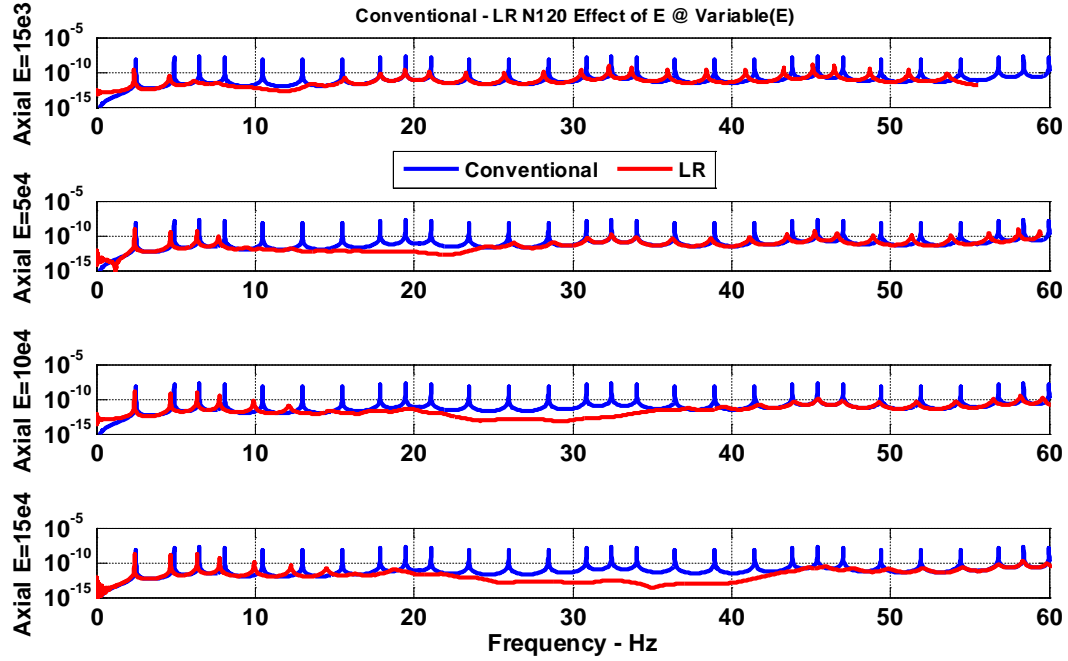 Conventional - LR N120 Effect of E @ Variable(E)
Axial E=15e3
10^-5
10^-10
10^-15
0 10 20 30 40 50 60
Conventional LR
Axial E=5e4
10^-5
10^-10
10^-15
0 10 20 30 40 50 60
Axial E=10e4
10^-5
10^-10
10^-15
0 10 20 30 40 50 60
Axial E=15e4
10^-5
10^-10
10^-15
0 10 20 30 40 50 60
Frequency - Hz